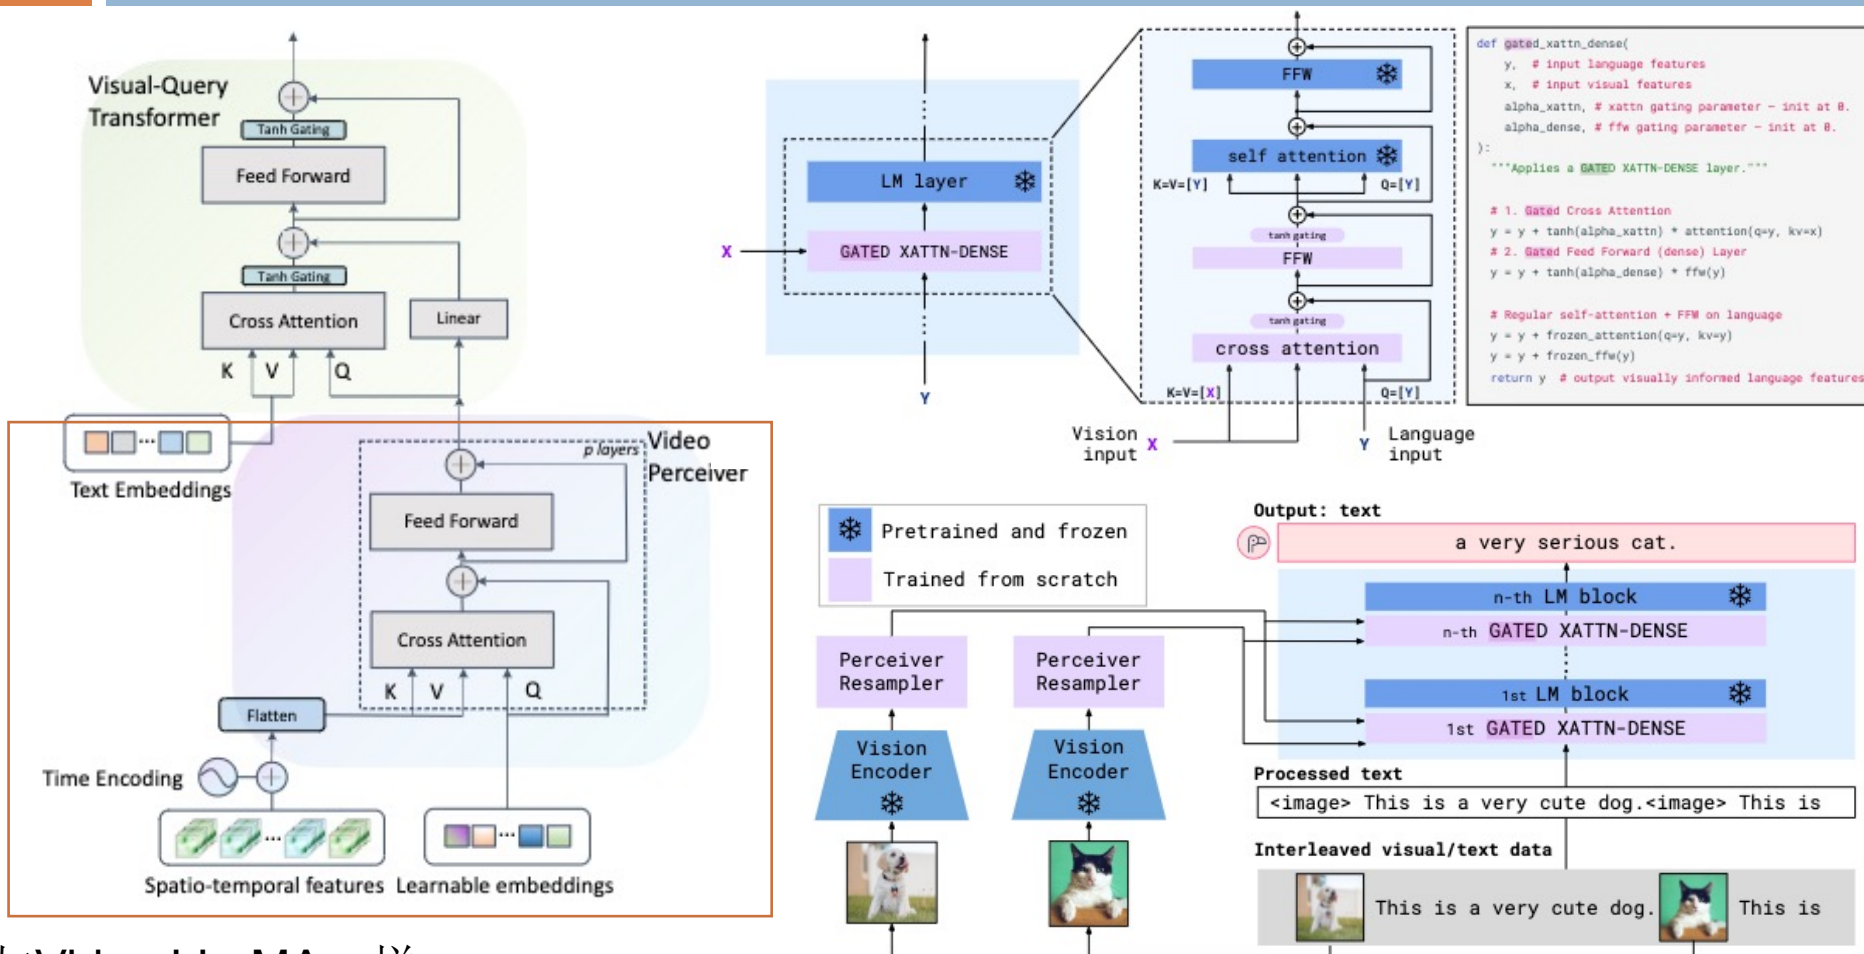 Visual-Query
Transformer
Tanh Gating
Feed Forward
Tanh Gating
Cross Attention
Linear
K
V
Q
Text Embeddings
Video
Perceiver
p layers
Feed Forward
Cross Attention
K
V
Q
Flatten
Time Encoding
Spatio-temporal features
Learnable embeddings
LM layer
X
GATED XATTN-DENSE
Y
FFW
self attention
K=V=[Y]
Q=[Y]
tanh gating
FFW
tanh gating
cross attention
K=V=[X]
Q=[Y]
Vision
input
X
Y
Language
input
def gated_xattn_dense(
y, # input language features
x, # input visual features
alpha_xattn, # xattn gating parameter – init at 0.
alpha_dense, # ffw gating parameter – init at 0.
):
"""Applies a GATED XATTN-DENSE layer."""
# 1. Gated Cross Attention
y = y + tanh(alpha_xattn) * attention(q=y, kv=x)
# 2. Gated Feed Forward (dense) Layer
y = y + tanh(alpha_dense) * ffw(y)
# Regular self-attention + FFW on language
y = y + frozen_attention(q=y, kv=y)
y = y + frozen_ffw(y)
return y # output visually informed language features
Pretrained and frozen
Trained from scratch
Perceiver
Resampler
Perceiver
Resampler
Vision
Encoder
Vision
Encoder
Output: text
a very serious cat.
n-th LM block
n-th GATED XATTN-DENSE
1st LM block
1st GATED XATTN-DENSE
Processed text
<image> This is a very cute dog.<image> This is
Interleaved visual/text data
This is a very cute dog.
This is